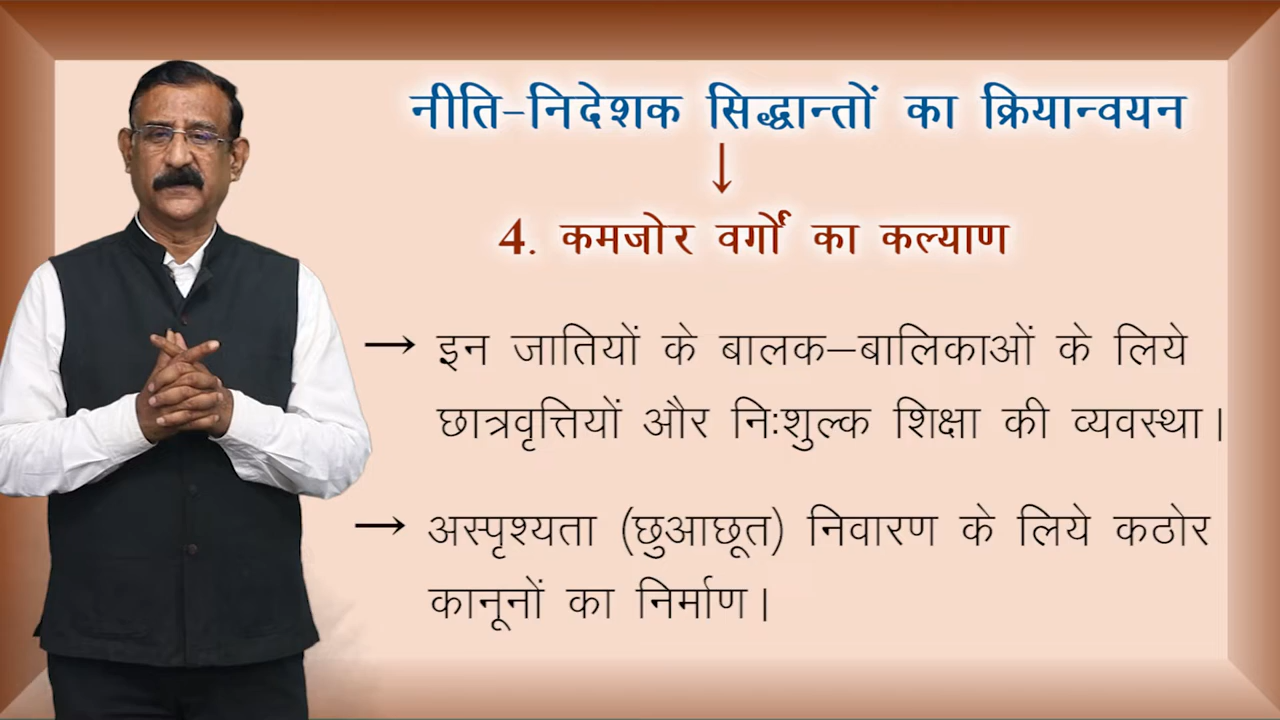 नीति-निदेशक सिद्धान्तों का क्रियान्वयन
↓
4. कमजोर वर्गों का कल्याण
→ इन जातियों के बालक–बालिकाओं के लिये
छात्रवृत्तियों और निःशुल्क शिक्षा की व्यवस्था।
→ अस्पृश्यता (छुआछूत) निवारण के लिये कठोर
कानूनों का निर्माण।